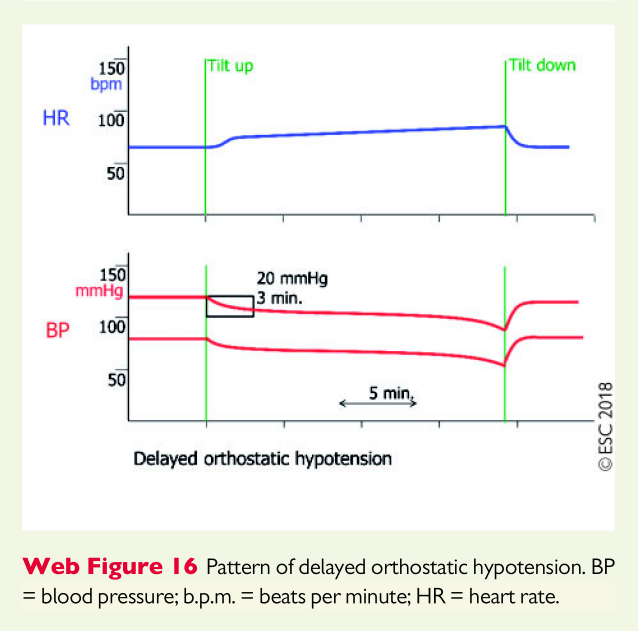 150
bpm
HR
100
50
Tilt up
Tilt down
150
mmHg
BP
100
50
20 mmHg
3 min.
5 min.
Delayed orthostatic hypotension
©ESC 2018
Web Figure 16 Pattern of delayed orthostatic hypotension. BP
= blood pressure; b.p.m. = beats per minute; HR = heart rate.